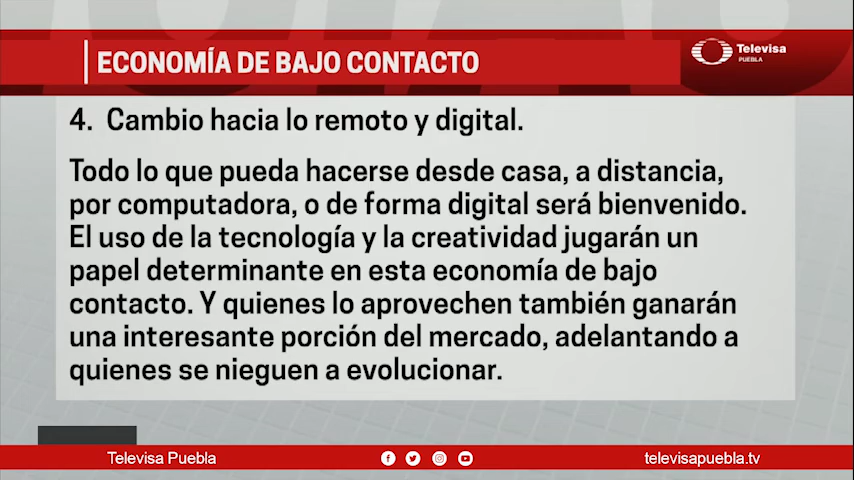 ECONOMÍA DE BAJO CONTACTO
Televisa
PUEBLA
4. Cambio hacia lo remoto y digital.
Todo lo que pueda hacerse desde casa, a distancia,
por computadora, o de forma digital será bienvenido.
El uso de la tecnología y la creatividad jugarán un
papel determinante en esta economía de bajo
contacto. Y quienes lo aprovechen también ganarán
una interesante porción del mercado, adelantando a
quienes se nieguen a evolucionar.
Televisa Puebla
televisapuebla.tv